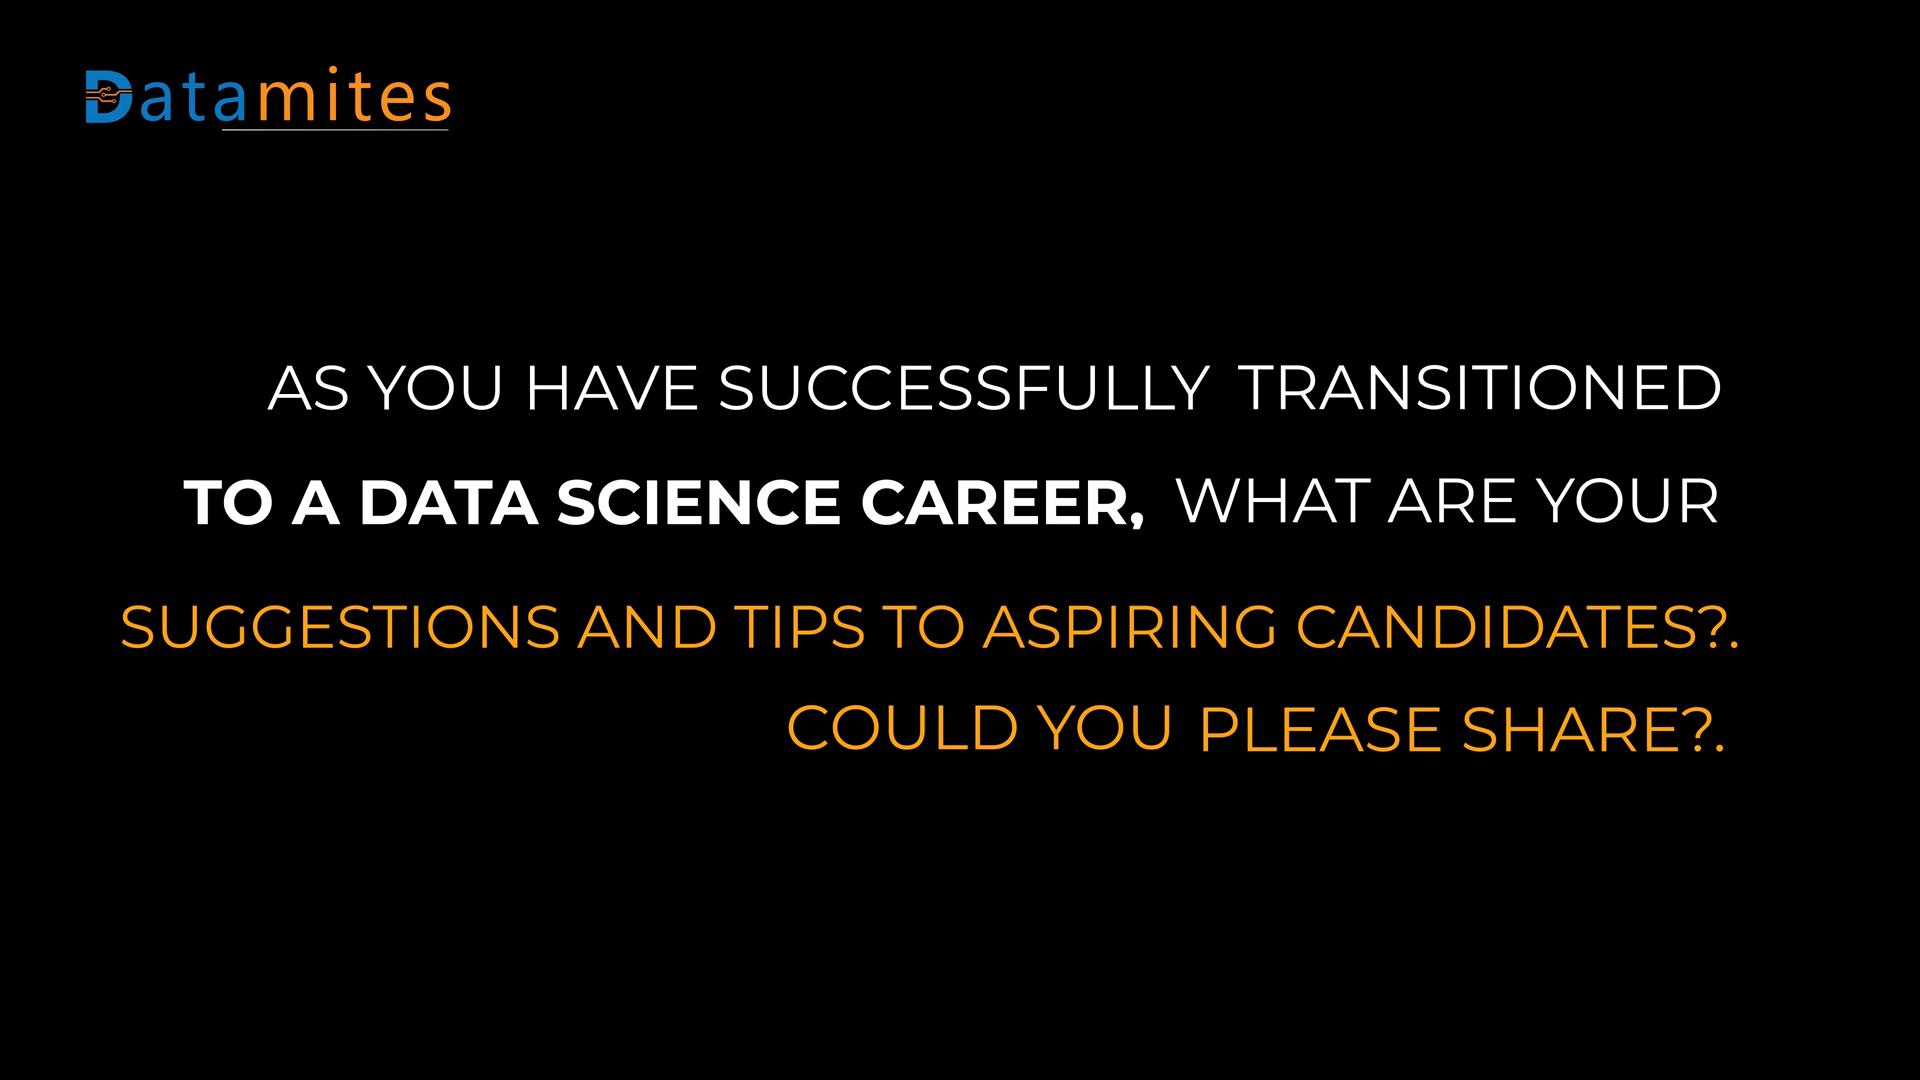 Datamites
AS YOU HAVE SUCCESSFULLY TRANSITIONED
TO A DATA SCIENCE CAREER, WHAT ARE YOUR
SUGGESTIONS AND TIPS TO ASPIRING CANDIDATES?.
COULD YOU PLEASE SHARE?.